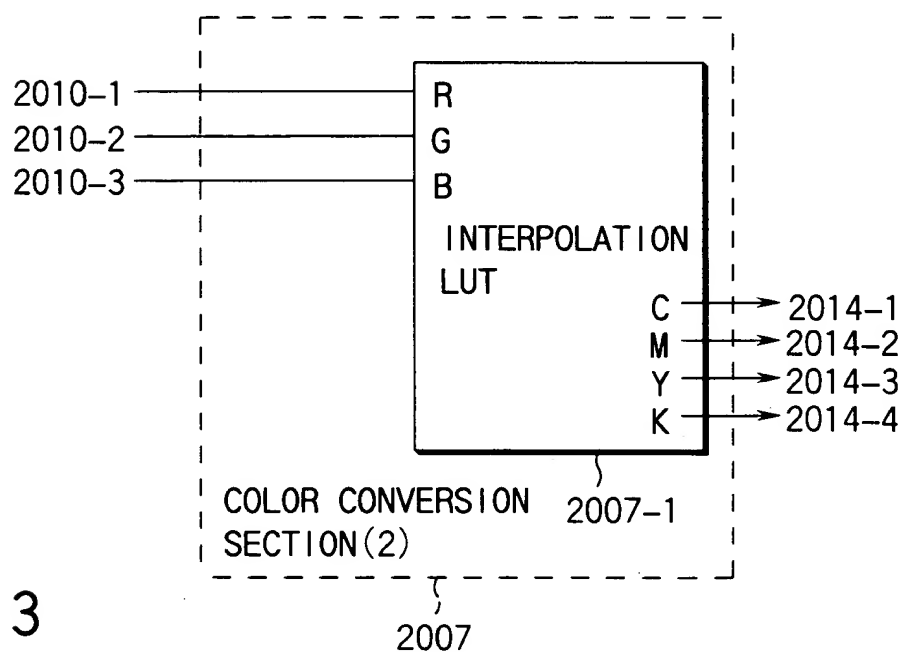 2010-1 R
2010-2 G
2010-3 B
INTERPOLATION
LUT
C 2014-1
M 2014-2
Y 2014-3
K 2014-4
2007-1
COLOR CONVERSION
SECTION(2)
2007
3